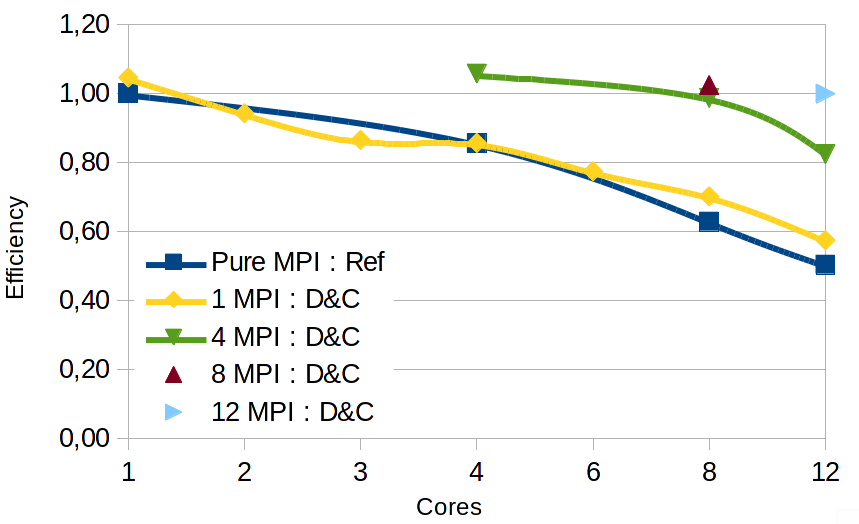 1,20
1,00
0,80
0,60
0,40
0,20
0,00
Efficiency
Pure MPI : Ref
1 MPI : D&C
4 MPI : D&C
8 MPI : D&C
12 MPI : D&C
1 2 3 4 6 8 12
Cores